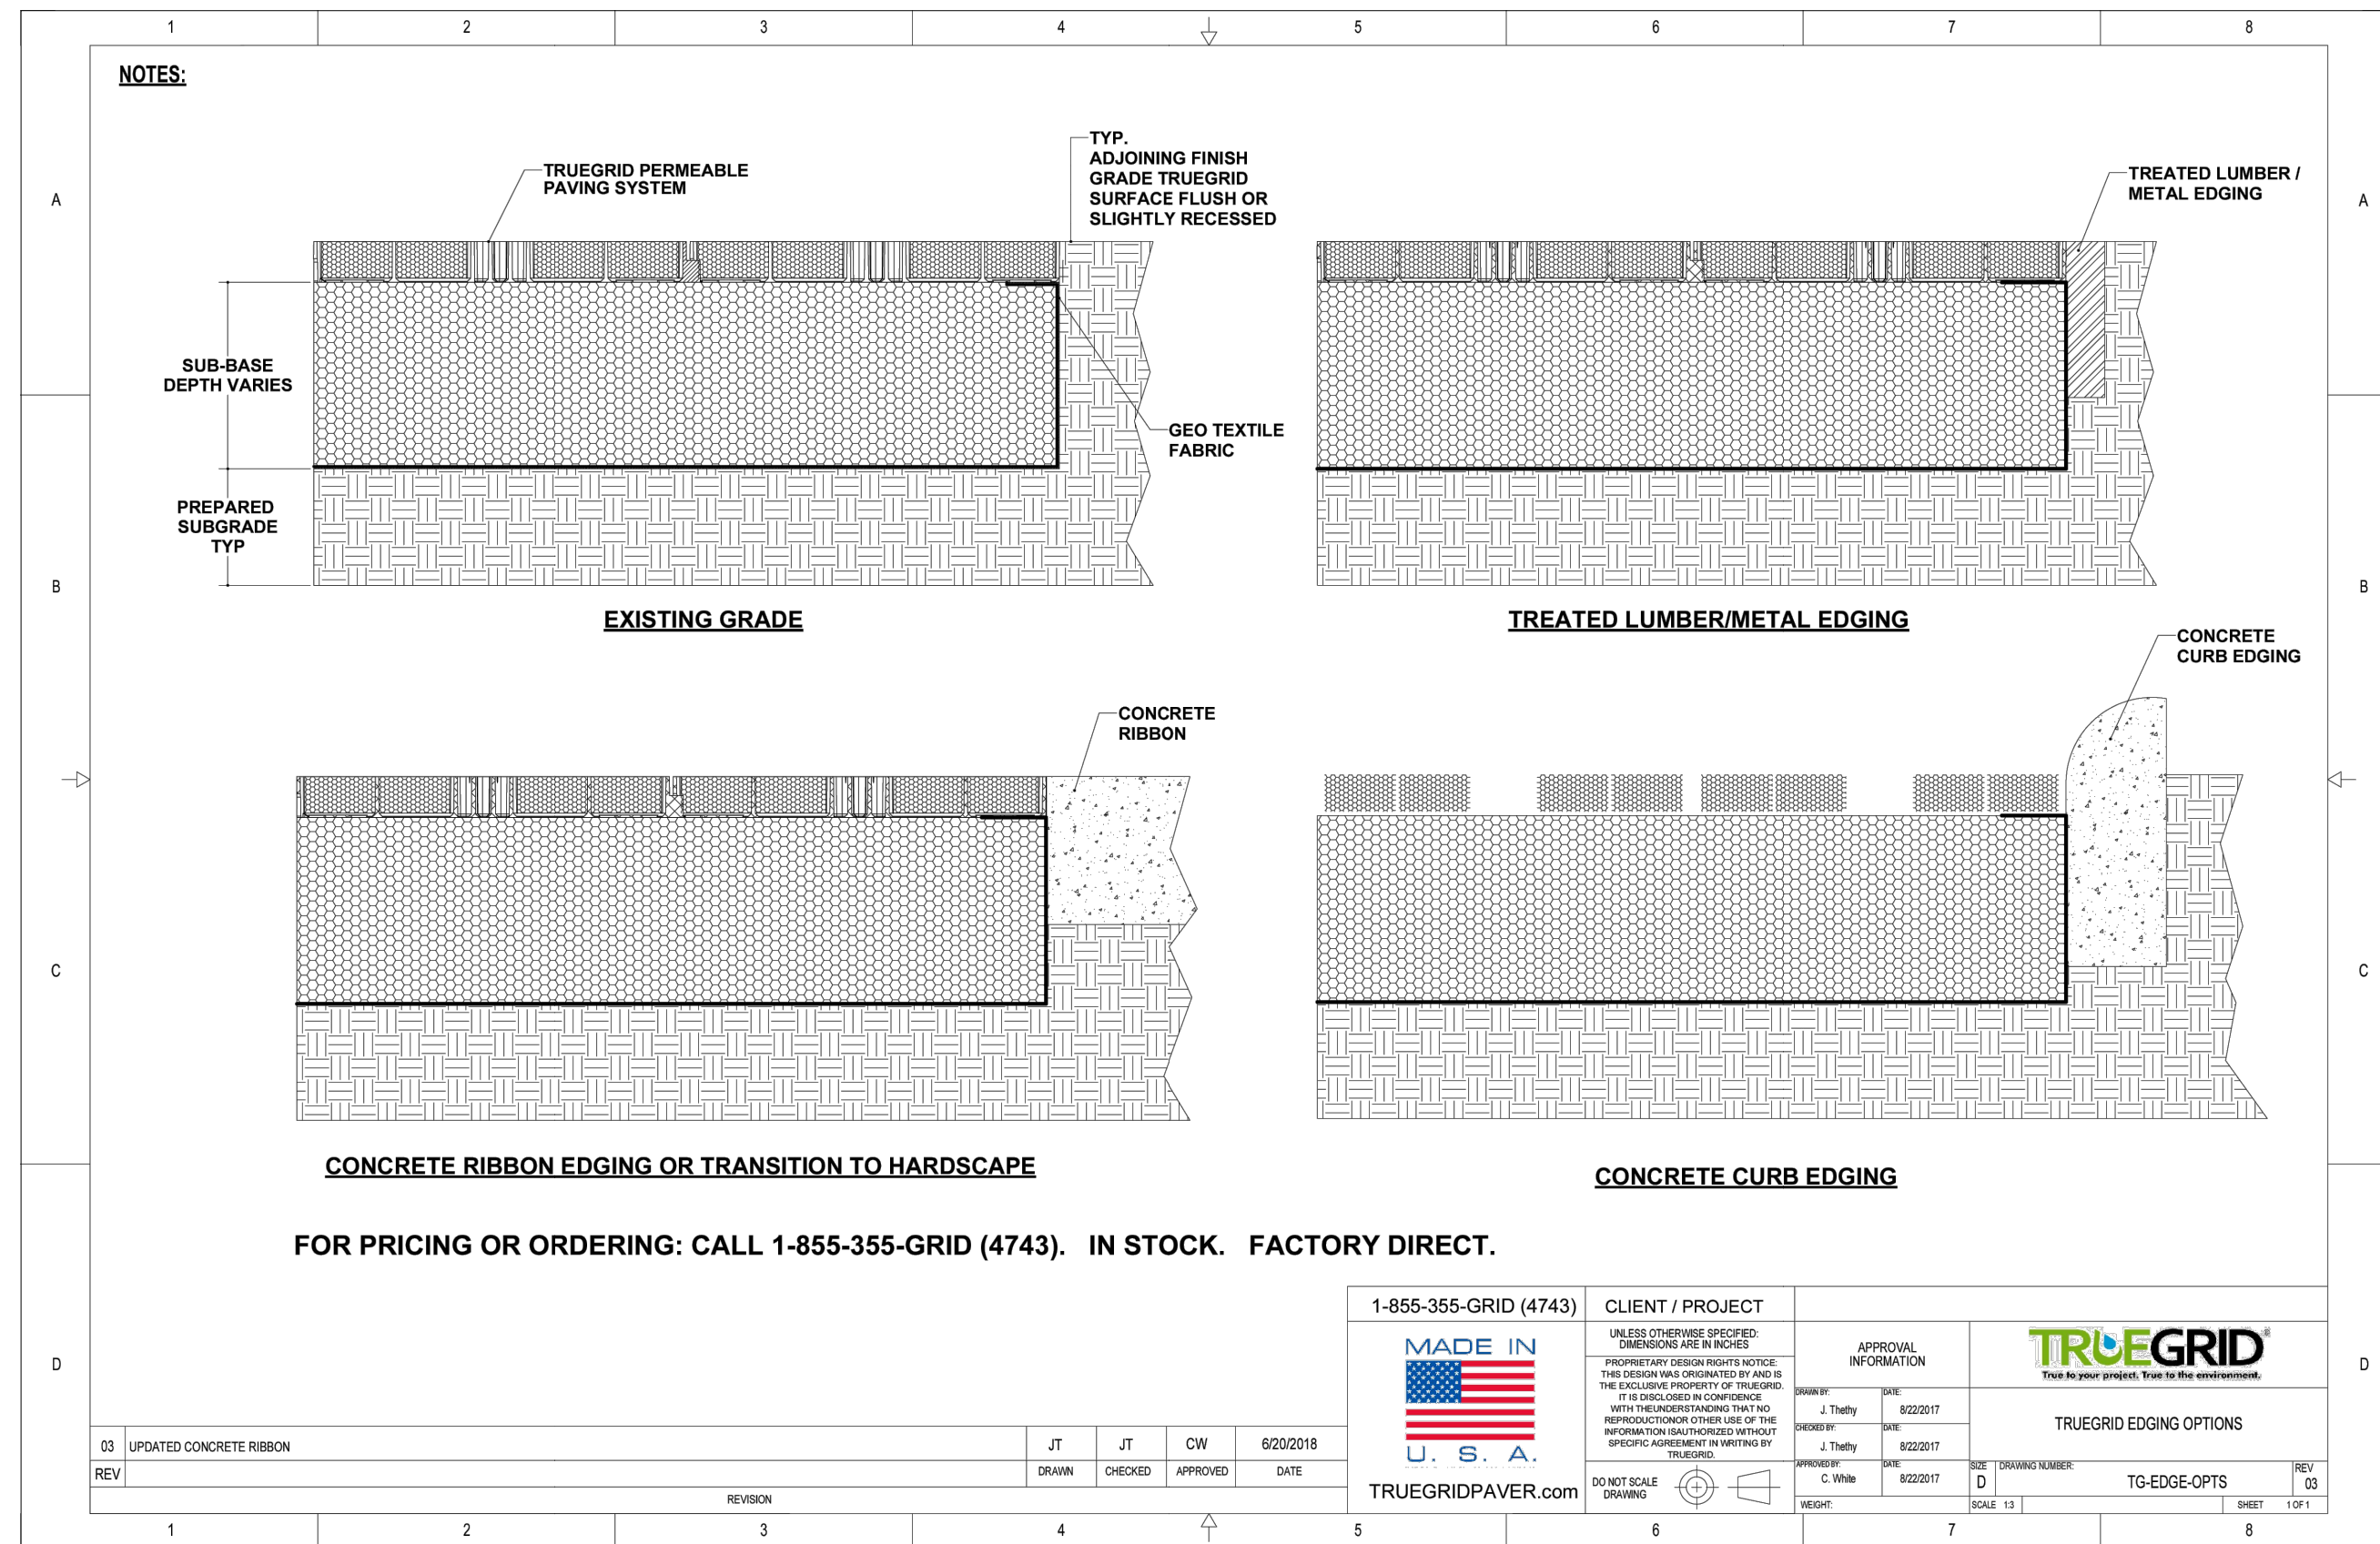 1 2 3 4 5 6 7 8
NOTES:
A
A
TRUEGRID PERMEABLE
PAVING SYSTEM
TYP.
ADJOINING FINISH
GRADE TRUEGRID
SURFACE FLUSH OR
SLIGHTLY RECESSED
TREATED LUMBER /
METAL EDGING
SUB-BASE
DEPTH VARIES
GEO TEXTILE
FABRIC
PREPARED
SUBGRADE
TYP
B
B
EXISTING GRADE
TREATED LUMBER/METAL EDGING
CONCRETE
CURB EDGING
CONCRETE
RIBBON
C
C
CONCRETE RIBBON EDGING OR TRANSITION TO HARDSCAPE
CONCRETE CURB EDGING
FOR PRICING OR ORDERING: CALL 1-855-355-GRID (4743). IN STOCK. FACTORY DIRECT.
D
D
1-855-355-GRID (4743)
MADE IN
U. S. A.
TRUEGRIDPAVER.com
CLIENT / PROJECT
UNLESS OTHERWISE SPECIFIED:
DIMENSIONS ARE IN INCHES
PROPRIETARY DESIGN RIGHTS NOTICE:
THIS DESIGN WAS ORIGINATED BY AND IS
THE EXCLUSIVE PROPERTY OF TRUEGRID.
IT IS DISCLOSED IN CONFIDENCE
WITH THEUNDERSTANDING THAT NO
REPRODUCTIONOR OTHER USE OF THE
INFORMATION ISAUTHORIZED WITHOUT
SPECIFIC AGREEMENT IN WRITING BY
TRUEGRID.
DO NOT SCALE
DRAWING
APPROVAL
INFORMATION
DRAWN BY: DATE:
J. Thethy 8/22/2017
CHECKED BY: DATE:
J. Thethy 8/22/2017
APPROVED BY: DATE:
C. White 8/22/2017
WEIGHT:
TRUEGRID®
True to your project. True to the environment.
TRUEGRID EDGING OPTIONS
SIZE DRAWING NUMBER: REV
D TG-EDGE-OPTS 03
SCALE 1:3 SHEET 1 OF 1
03 UPDATED CONCRETE RIBBON JT JT CW 6/20/2018
REV DRAWN CHECKED APPROVED DATE
REVISION
1 2 3 4 5 6 7 8